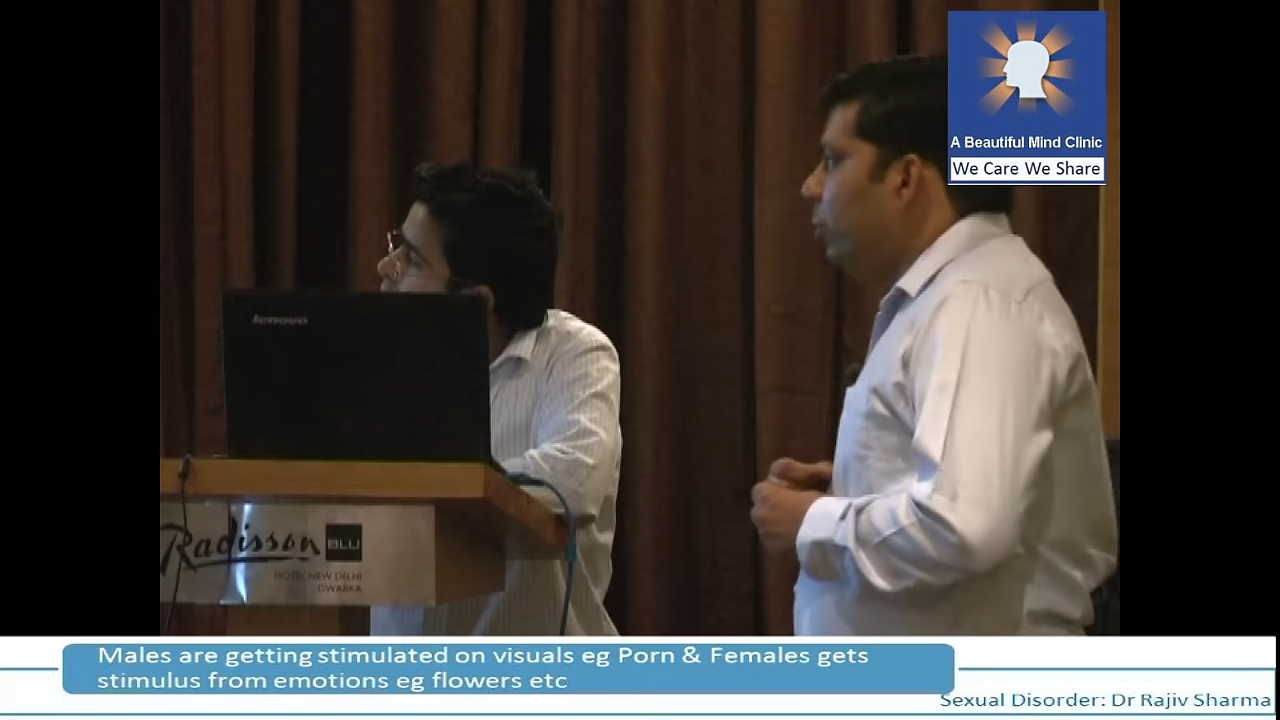 A Beautiful Mind Clinic
We Care We Share
lenovo
Radisson BLU
HOTEL NEW DELHI
DWARKA
Males are getting stimulated on visuals eg Porn & Females gets
stimulus from emotions eg flowers etc
Sexual Disorder: Dr Rajiv Sharma